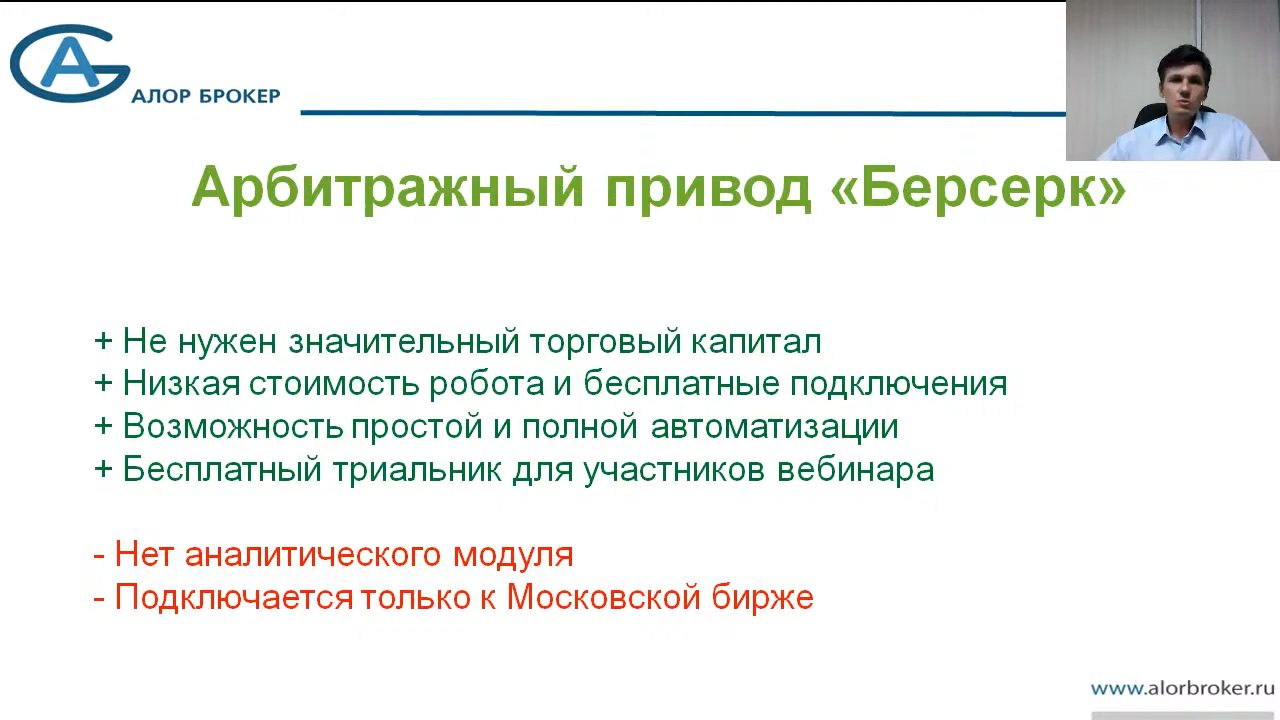 АЛОР БРОКЕР
Арбитражный привод «Берсерк»
+ Не нужен значительный торговый капитал
+ Низкая стоимость робота и бесплатные подключения
+ Возможность простой и полной автоматизации
+ Бесплатный триальник для участников вебинара
- Нет аналитического модуля
- Подключается только к Московской бирже
www.alorbroker.ru